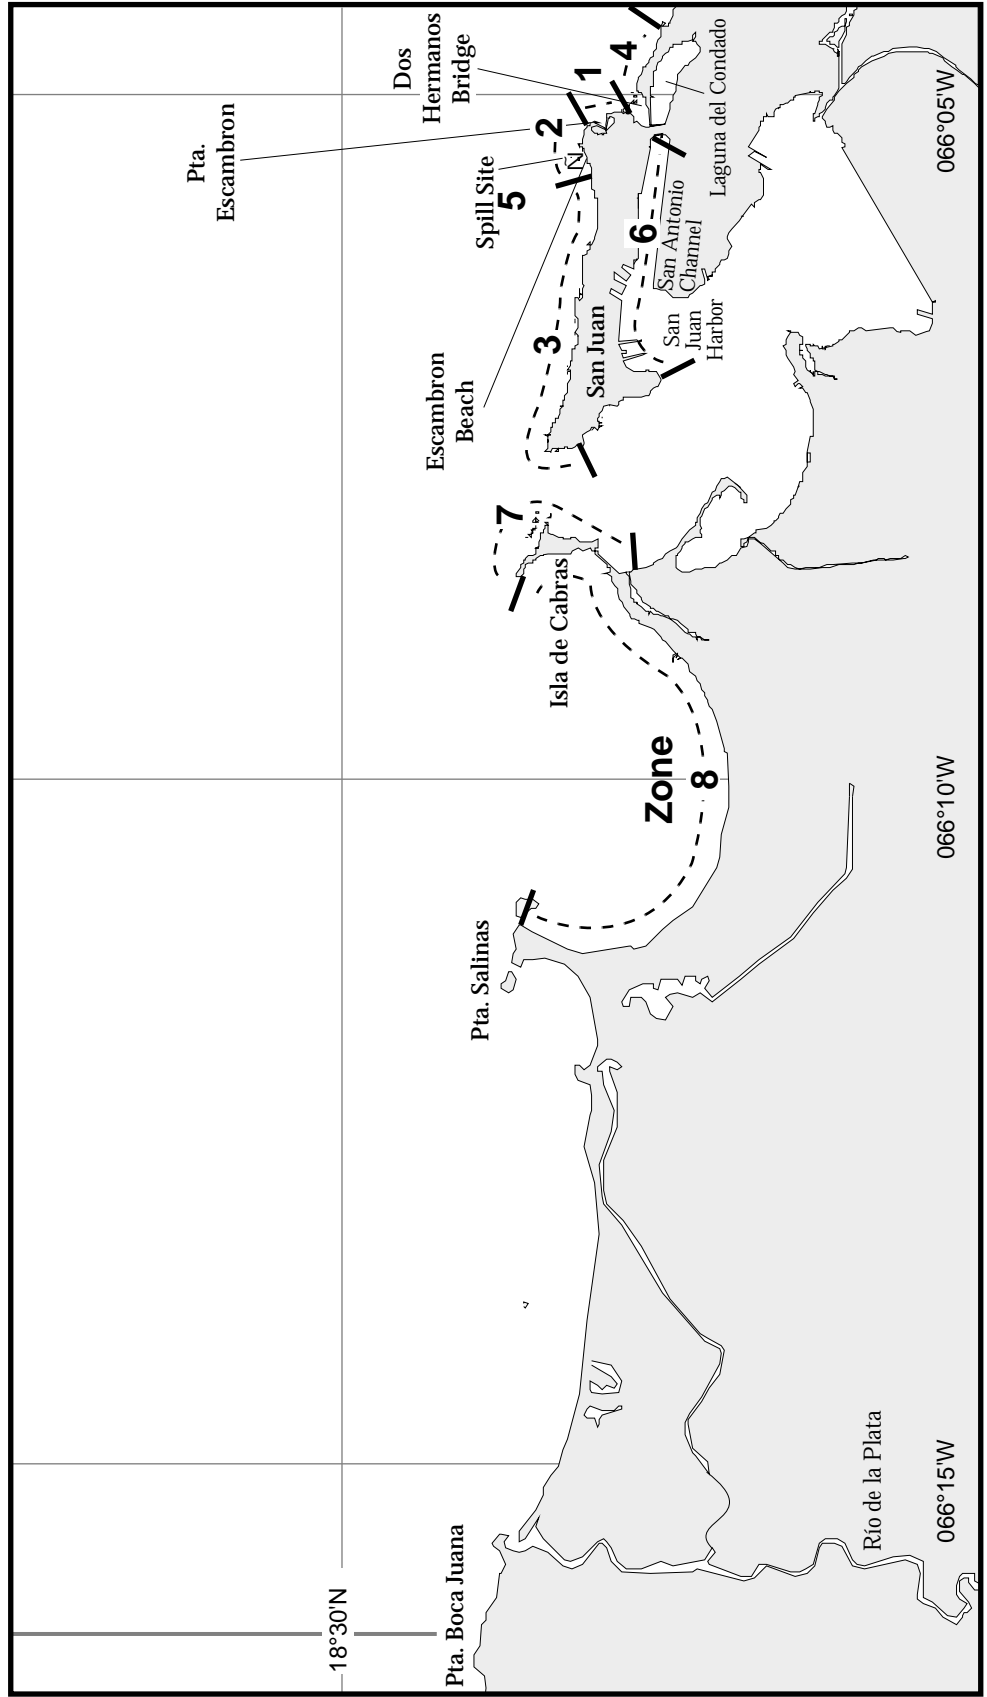 Pta. Boca Juana
18°30'N
Río de la Plata
066°15'W
Pta. Salinas
Zone
8
066°10'W
Isla de Cabras
7
Escambron
Beach
3
San Juan
San
Juan
Harbor
6
San Antonio
Channel
Spill Site
5
N
Pta.
Escambron
2
1
Dos
Hermanos
Bridge
4
Laguna del Condado
066°05'W